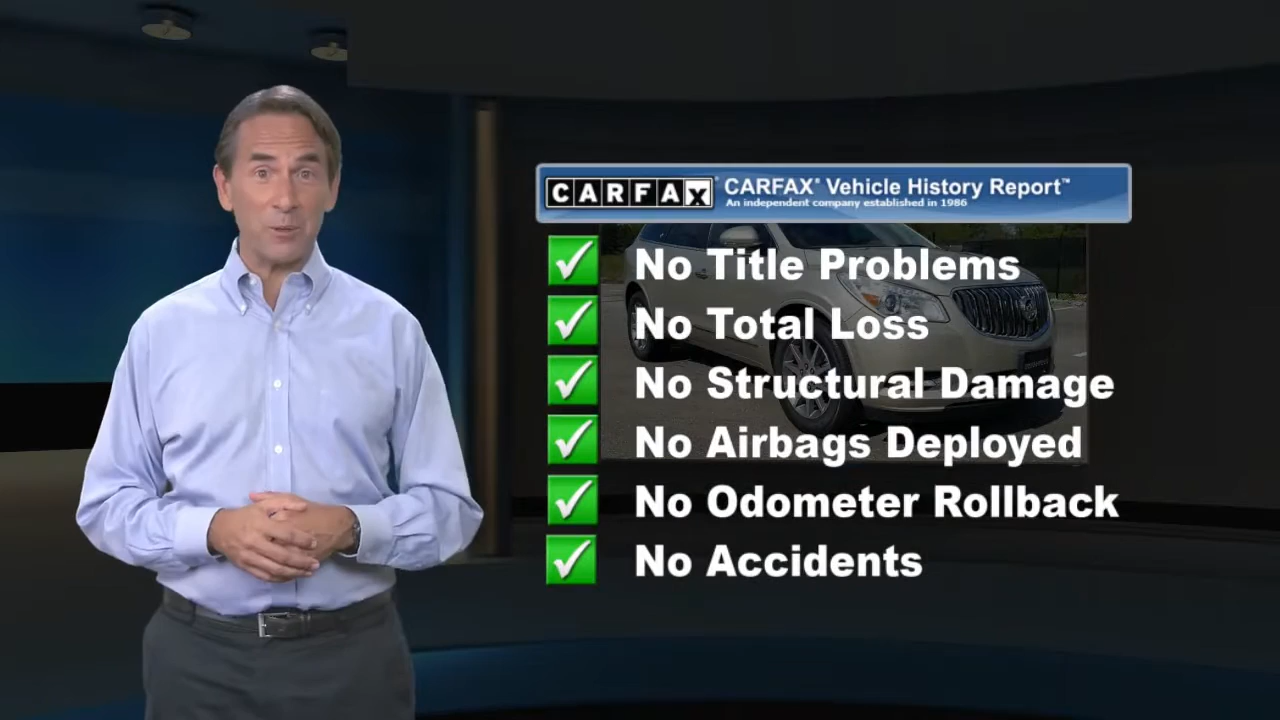 CARFAX
CARFAX® Vehicle History Report™
An independent company established in 1986
No Title Problems
No Total Loss
No Structural Damage
No Airbags Deployed
No Odometer Rollback
No Accidents